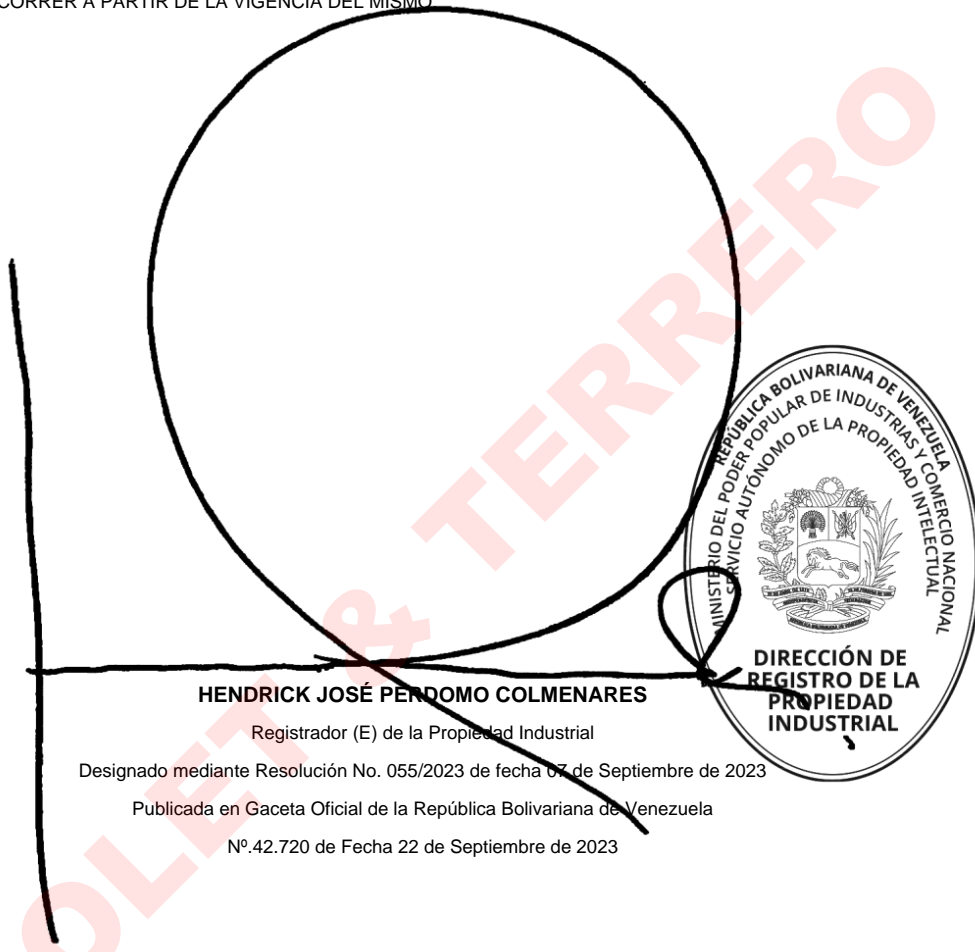 CORRER A PARTIR DE LA VIGENCIA DEL MISMO
OLET & TERRERO
REPÚBLICA BOLIVARIANA DE VENEZUELA
MINISTERIO DEL PODER POPULAR DE INDUSTRIAS Y COMERCIO NACIONAL
SERVICIO AUTÓNOMO DE LA PROPIEDAD INTELECTUAL
DIRECCIÓN DE
REGISTRO DE LA
PROPIEDAD
INDUSTRIAL
HENDRICK JOSÉ PERDOMO COLMENARES
Registrador (E) de la Propiedad Industrial
Designado mediante Resolución No. 055/2023 de fecha 07 de Septiembre de 2023
Publicada en Gaceta Oficial de la República Bolivariana de Venezuela
Nº.42.720 de Fecha 22 de Septiembre de 2023